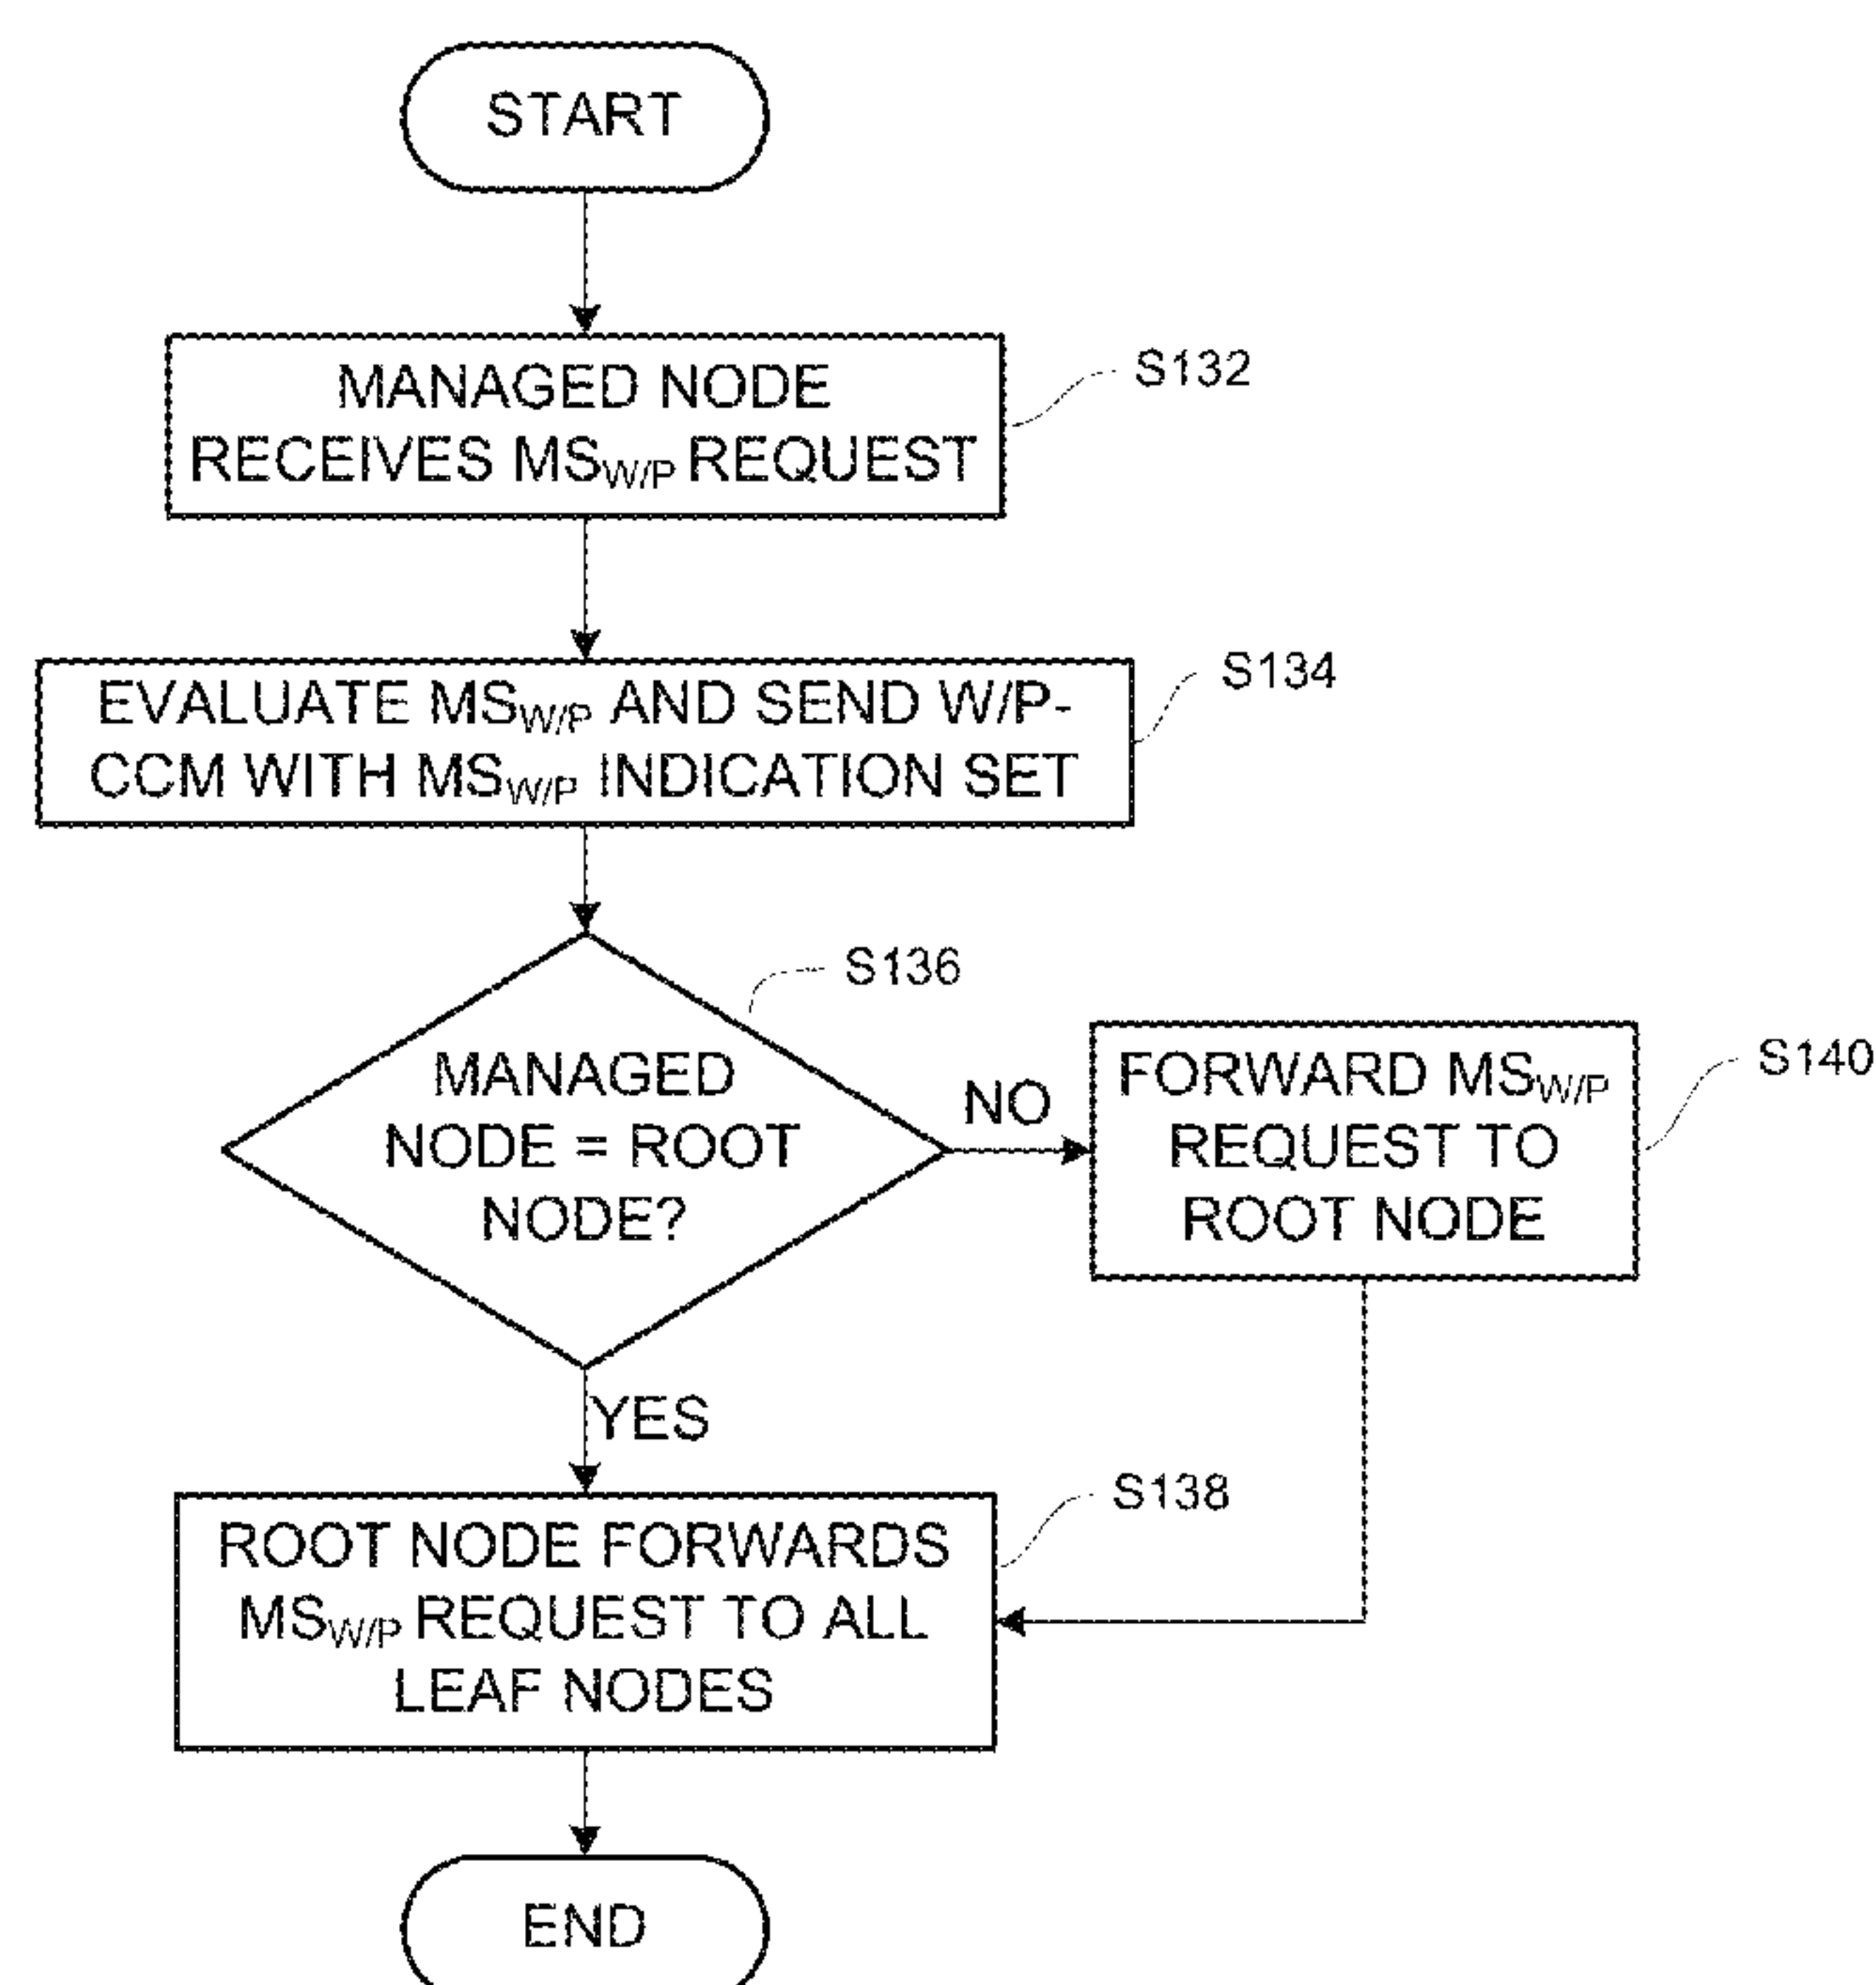 START
MANAGED NODE
RECEIVES MSW/P REQUEST
S132
EVALUATE MSW/P AND SEND W/P-
CCM WITH MSW/P INDICATION SET
S134
S136
MANAGED
NODE = ROOT
NODE?
NO
FORWARD MSW/P
REQUEST TO
ROOT NODE
S140
YES
ROOT NODE FORWARDS
MSW/P REQUEST TO ALL
LEAF NODES
S138
END